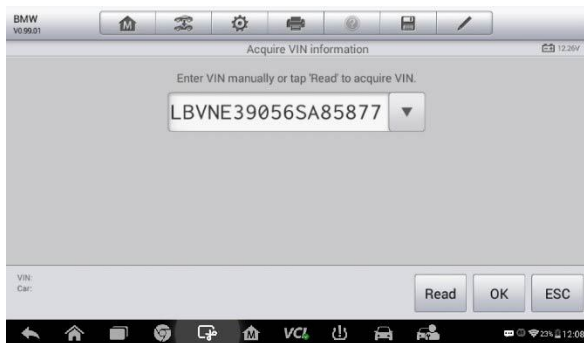 BMW
V0.99.01
M
Acquire VIN information
12.26V
Enter VIN manually or tap 'Read' to acquire VIN.
LBVNE39056SA85877
VIN:
Car:
Read
OK
ESC
M
VCI
23%
12:08